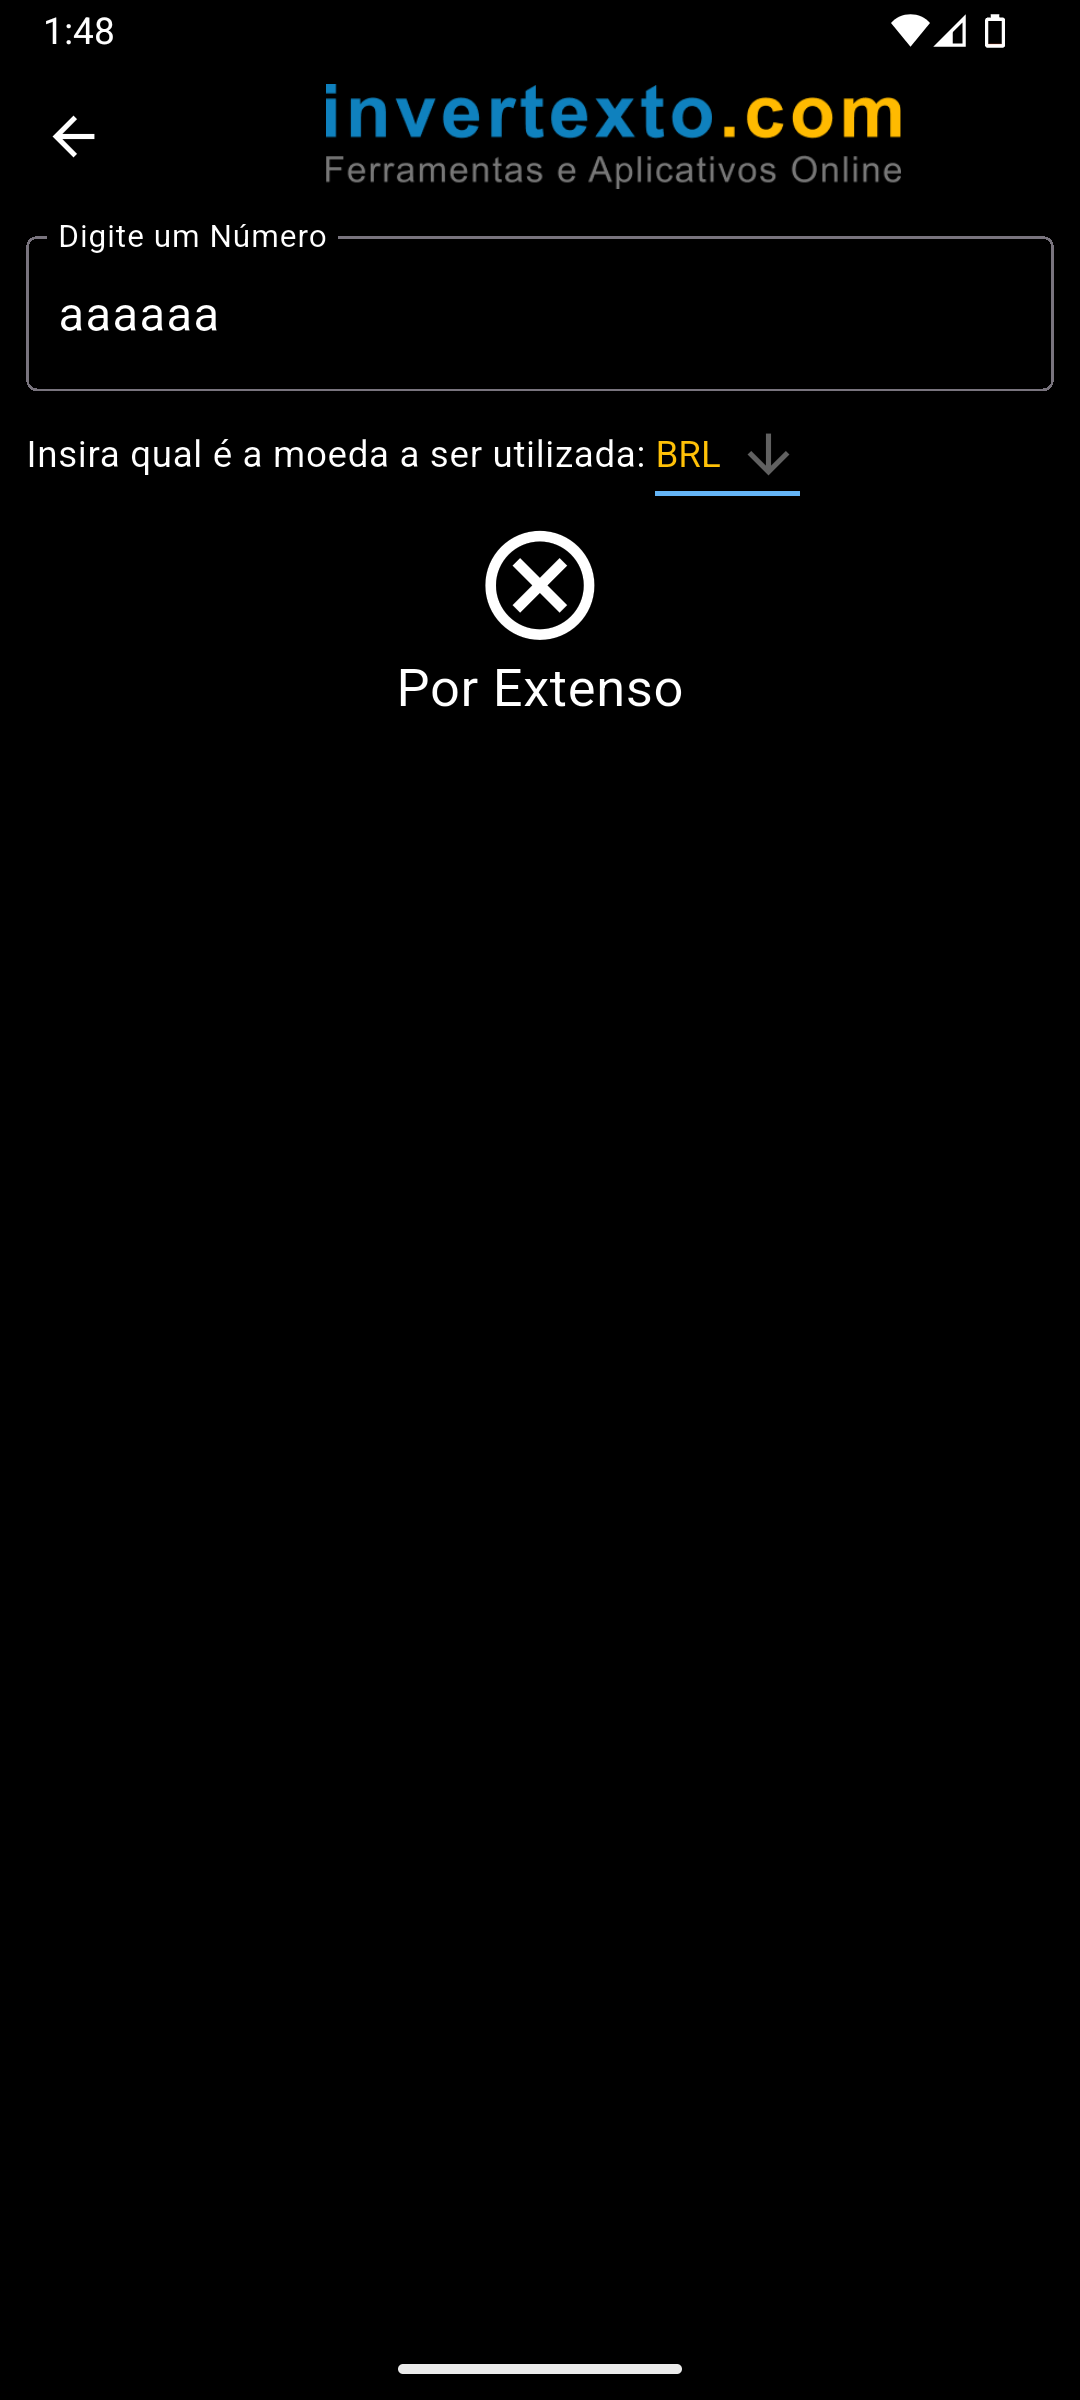 1:48
invertexto.com
Ferramentas e Aplicativos Online
Digite um Número
aaaaaa
Insira qual é a moeda a ser utilizada: BRL
Por Extenso